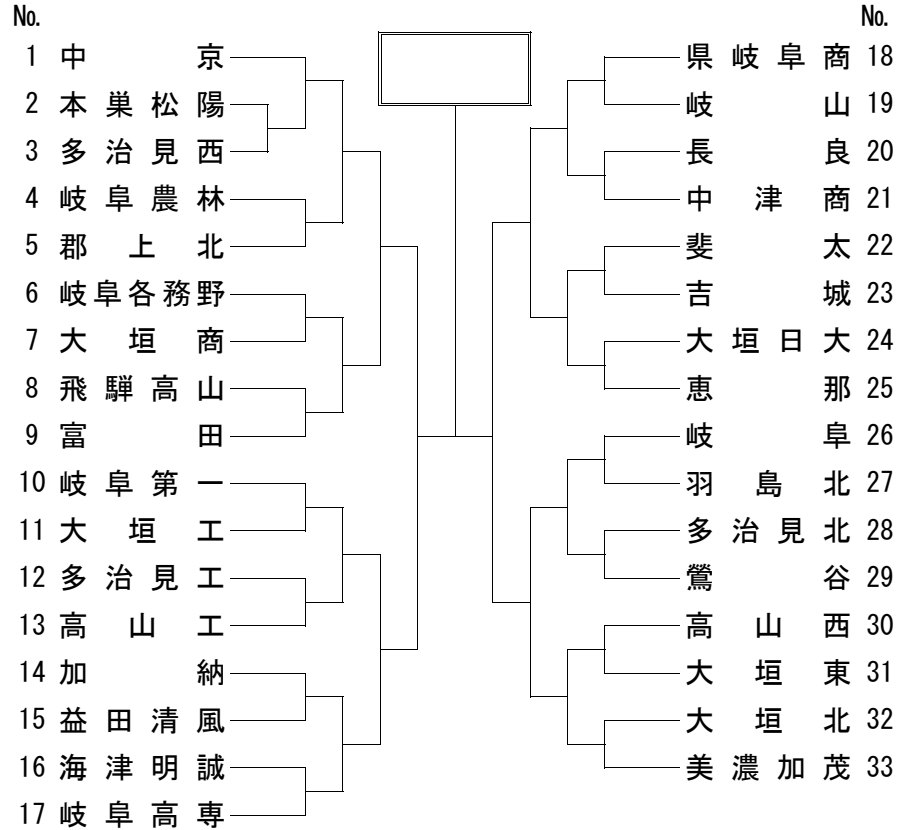 No.
1 中京
2 本巣松陽
3 多治見西
4 岐阜農林
5 郡上北
6 岐阜各務野
7 大垣商
8 飛騨高山
9 富田
10 岐阜第一
11 大垣工
12 多治見工
13 高山工
14 加納
15 益田清風
16 海津明誠
17 岐阜高専
No.
県岐阜商 18
岐山 19
長良 20
中津商 21
斐太 22
吉城 23
大垣日大 24
恵那 25
岐阜 26
羽島北 27
多治見北 28
鶯谷 29
高山西 30
大垣東 31
大垣北 32
美濃加茂 33